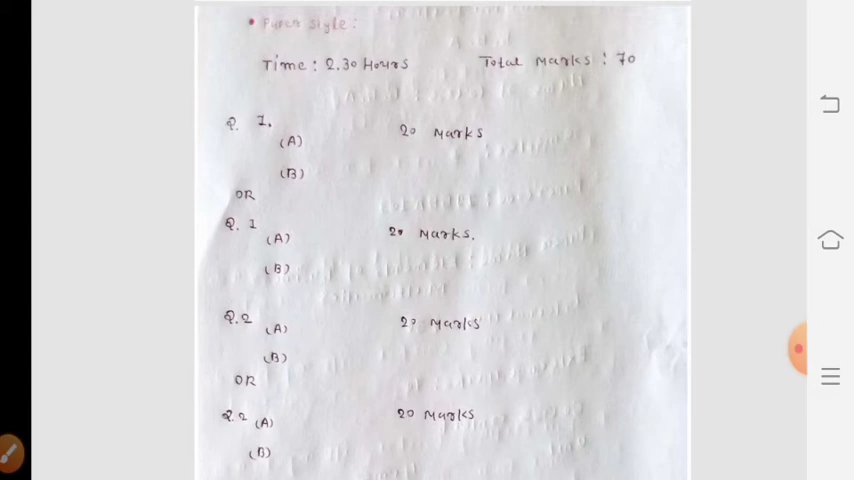 • Paper Style :
Time : 2.30 Hours Total Marks : 70
Q. 1. 20 Marks
(A)
(B)
OR
Q. 1 20 Marks.
(A)
(B)
Q.2 20 Marks
(A)
(B)
OR
Q.2 (A) 20 Marks
(B)